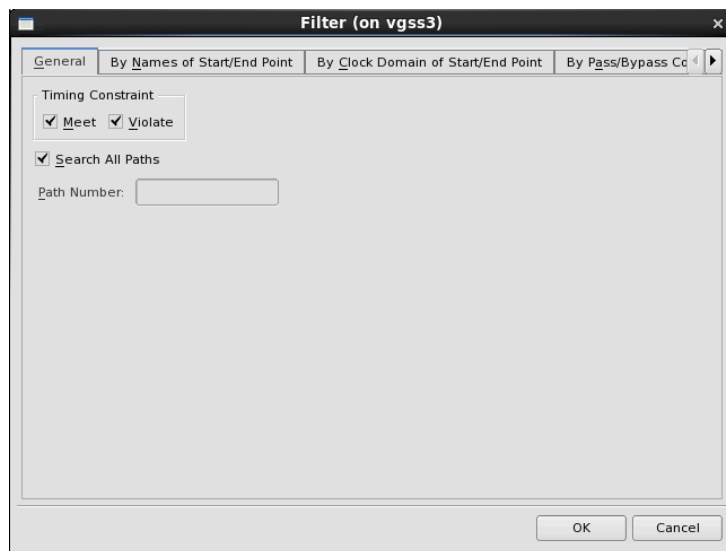 Filter (on vgss3)
General
By Names of Start/End Point
By Clock Domain of Start/End Point
By Pass/Bypass Co
Timing Constraint
Meet
Violate
Search All Paths
Path Number:
OK
Cancel